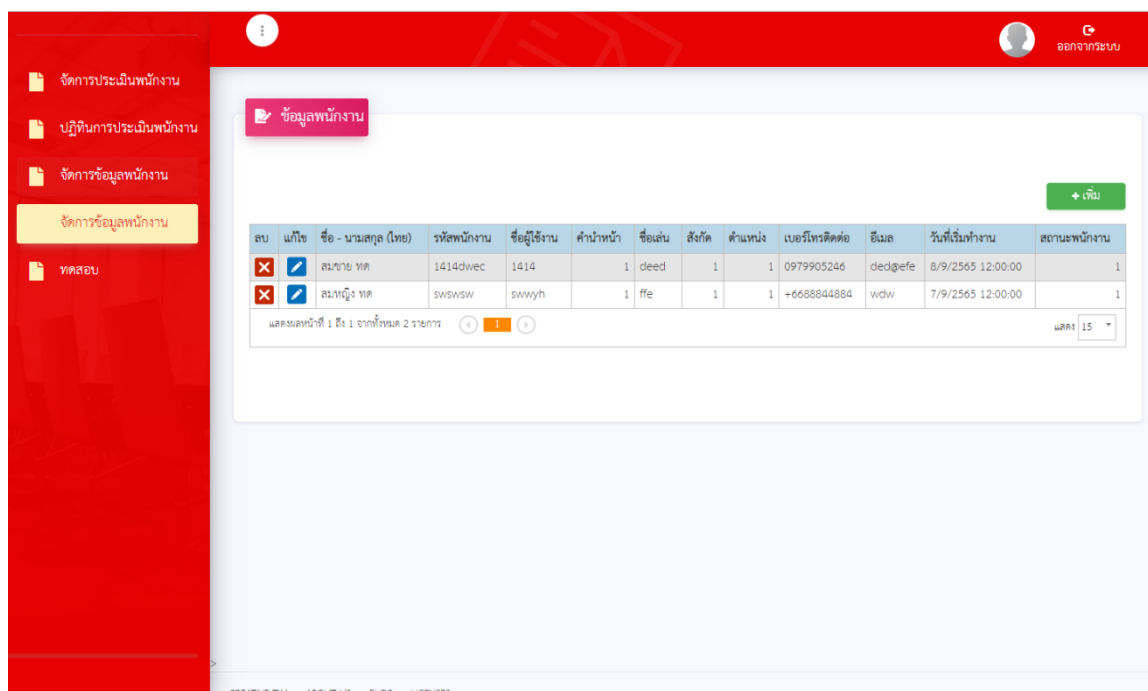 ออกจากระบบ
จัดการประเมินพนักงาน
ปฏิทินการประเมินพนักงาน
จัดการข้อมูลพนักงาน
จัดการข้อมูลพนักงาน
ทดสอบ
ข้อมูลพนักงาน
+ เพิ่ม
ลบ แก้ไข ชื่อ - นามสกุล (ไทย) รหัสพนักงาน ชื่อผู้ใช้งาน คำนำหน้า ชื่อเล่น สังกัด ตำแหน่ง เบอร์โทรติดต่อ อีเมล วันที่เริ่มทำงาน สถานะพนักงาน
สมชาย ทด 1414dwec 1414 1 deed 1 1 0979905246 ded@efe 8/9/2565 12:00:00 1
สมหญิง ทด swswsw swwyh 1 ffe 1 1 +6688844884 wdw 7/9/2565 12:00:00 1
แสดงผลหน้าที่ 1 ถึง 1 จากทั้งหมด 2 รายการ 1 แสดง 15
>